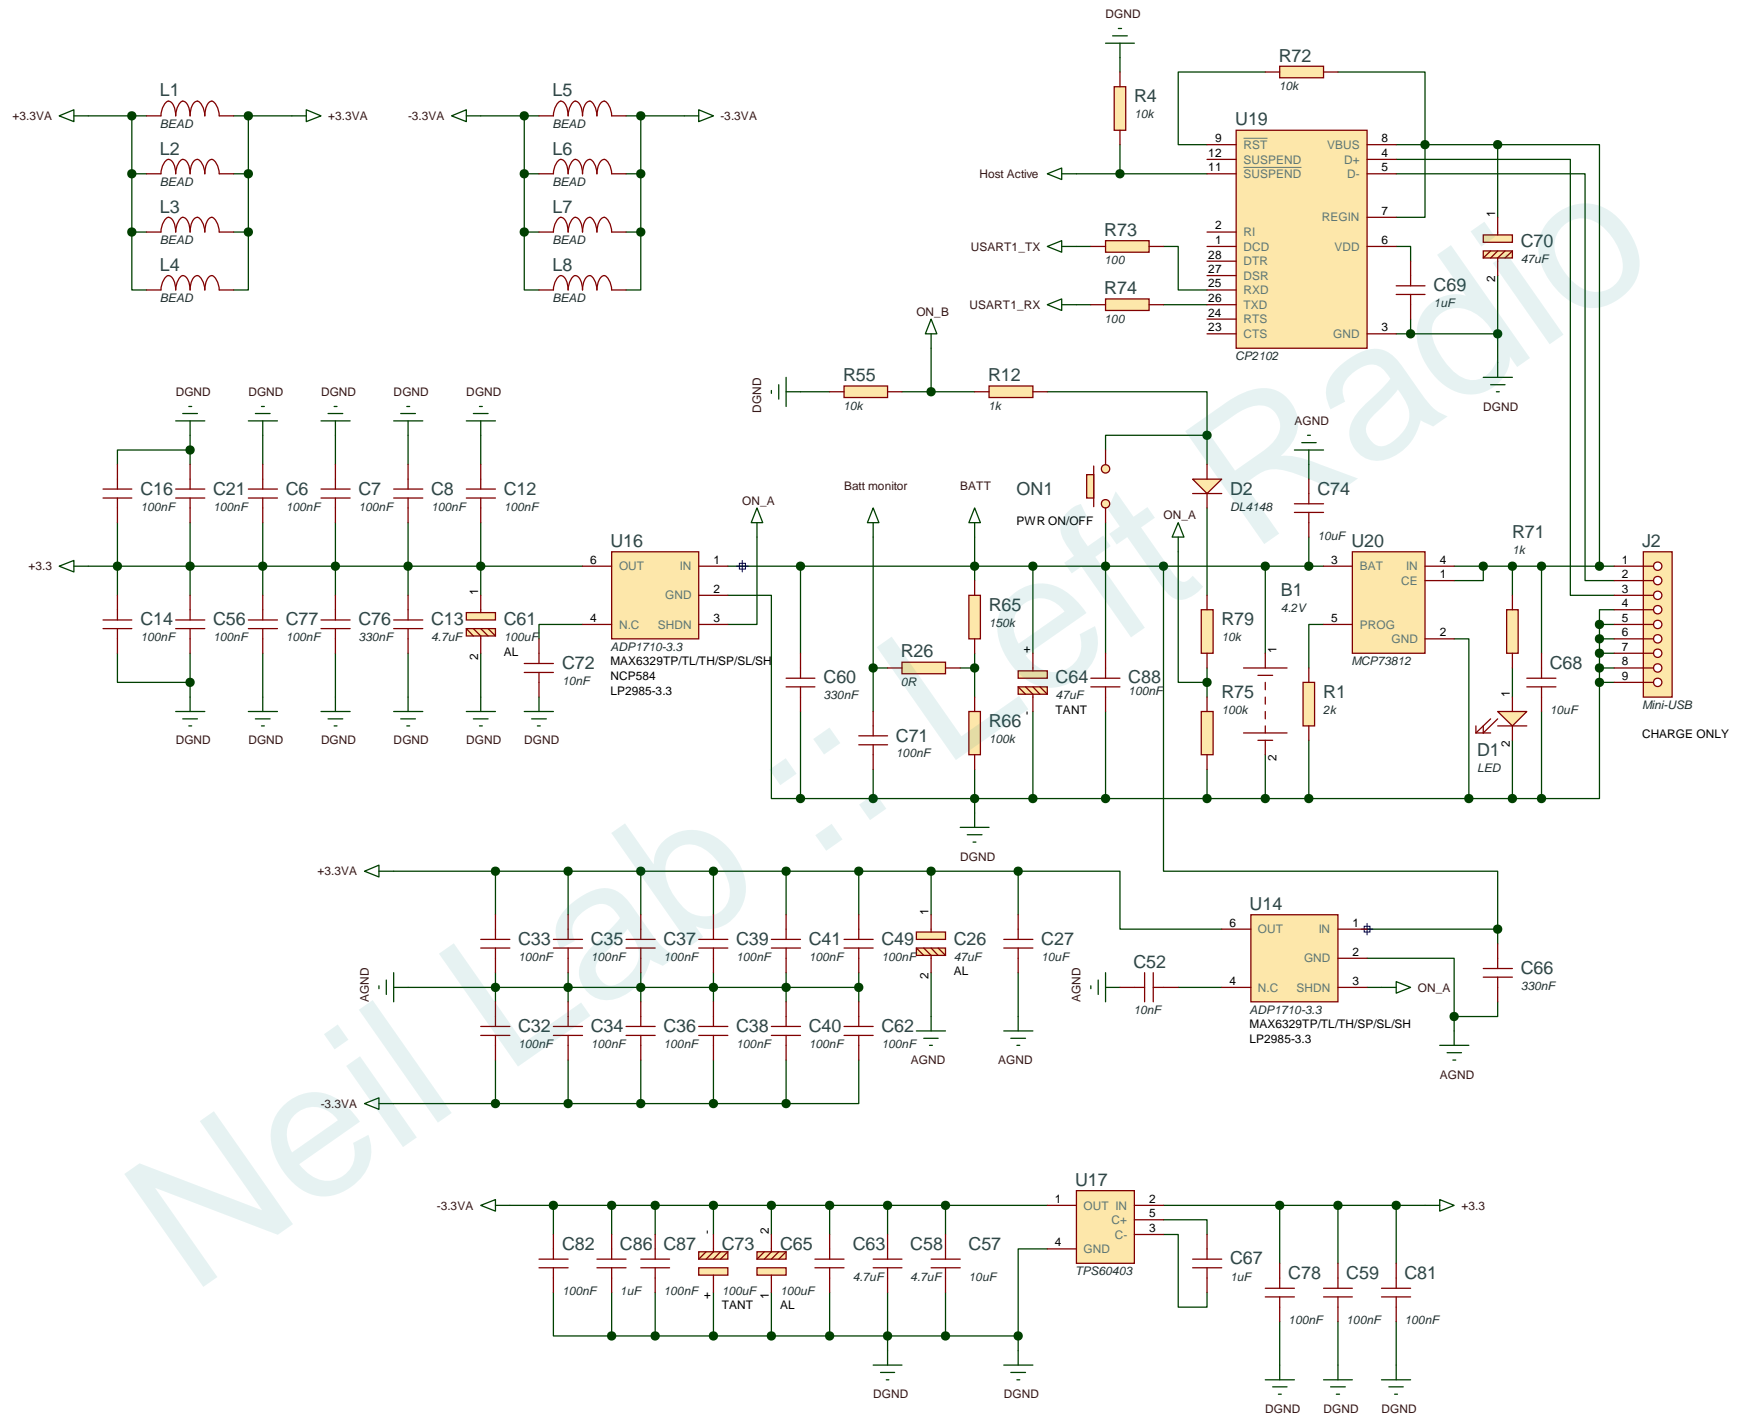 DGND
R72
10k
L1
+3.3VA
+3.3VA
BEAD
L2
BEAD
L3
BEAD
L4
BEAD
L5
-3.3VA
-3.3VA
BEAD
L6
BEAD
L7
BEAD
L8
BEAD
R4
10k
U19
9 RST VBUS 8
12 SUSPEND D+ 4
11 SUSPEND D- 5
REGIN 7
2 RI
1 DCD VDD 6
28 DTR
27 DSR
25 RXD
26 TXD
24 RTS
23 CTS GND 3
CP2102
Host Active
USART1_TX
R73
100
USART1_RX
R74
100
1
C70
47uF
2
C69
1uF
DGND
ON_B
DGND
R55
10k
R12
1k
DGND
DGND
DGND
DGND
DGND
C16
100nF
C21
100nF
C6
100nF
C7
100nF
C8
100nF
C12
100nF
+3.3
C14
100nF
C56
100nF
C77
100nF
C76
330nF
C13
4.7uF
1
2
C61
100uF
AL
DGND
DGND
DGND
DGND
DGND
C72
10nF
U16
6 OUT IN 1
GND 2
4 N.C SHDN 3
ADP1710-3.3
MAX6329TP/TL/TH/SP/SL/SH
NCP584
LP2985-3.3
ON_A
Batt monitor
BATT
ON1
PWR ON/OFF
D2
DL4148
ON_A
AGND
C74
10uF
U20
3 BAT IN 4
CE 1
5 PROG
GND 2
MCP73812
R71
1k
J2
1
2
3
4
5
6
7
8
9
Mini-USB
CHARGE ONLY
C60
330nF
R26
0R
C71
100nF
R65
150k
R66
100k
+
-
C64
47uF
TANT
C88
100nF
R79
10k
R75
100k
B1
4.2V
1
2
R1
2k
1
D1
2
LED
C68
10uF
DGND
+3.3VA
C33
100nF
C35
100nF
C37
100nF
C39
100nF
C41
100nF
C49
100nF
1
C26
47uF
AL
2
C27
10uF
AGND
C32
100nF
C34
100nF
C36
100nF
C38
100nF
C40
100nF
C62
100nF
AGND
AGND
-3.3VA
AGND
C52
10nF
U14
6 OUT IN 1
GND 2
4 N.C SHDN 3
ADP1710-3.3
MAX6329TP/TL/TH/SP/SL/SH
LP2985-3.3
ON_A
C66
330nF
AGND
-3.3VA
C82
100nF
C86
1uF
C87
100nF
-
C73
100uF
+
TANT
2
C65
100uF
1
AL
C63
4.7uF
C58
4.7uF
C57
10uF
DGND
DGND
U17
1 OUT IN 2
C+ 5
C- 3
4 GND
TPS60403
C67
1uF
+3.3
C78
100nF
C59
100nF
C81
100nF
DGND
DGND
DGND
Neil Lab :: Left Radio